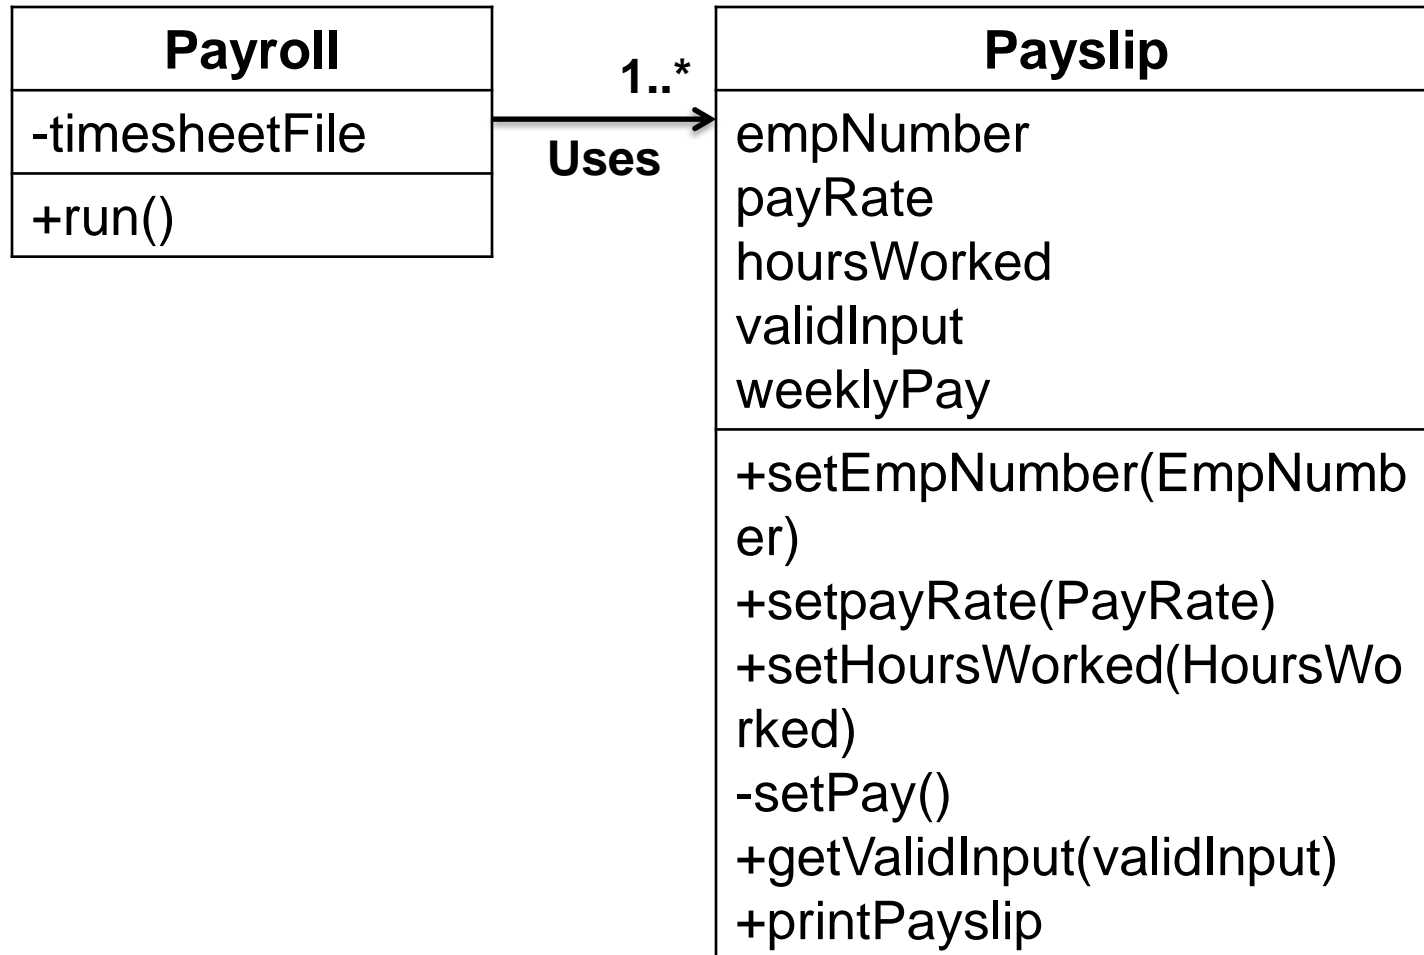 Payroll
-timesheetFile
+run()
1..*
Uses
Payslip
empNumber
payRate
hoursWorked
validInput
weeklyPay
+setEmpNumber(EmpNumb
er)
+setpayRate(PayRate)
+setHoursWorked(HoursWo
rked)
-setPay()
+getValidInput(validInput)
+printPayslip